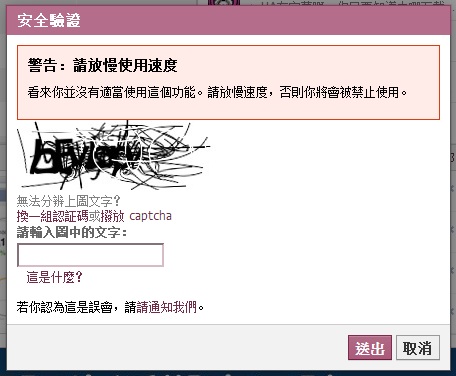 安全驗證
警告：請放慢使用速度
看來你並沒有適當使用這個功能。請放慢速度，否則你將會被禁止使用。
無法分辨上圖文字？
換一組認証碼或撥放 captcha
請輸入圖中的文字：
這是什麼？
若你認為這是誤會，請請通知我們。
送出 取消